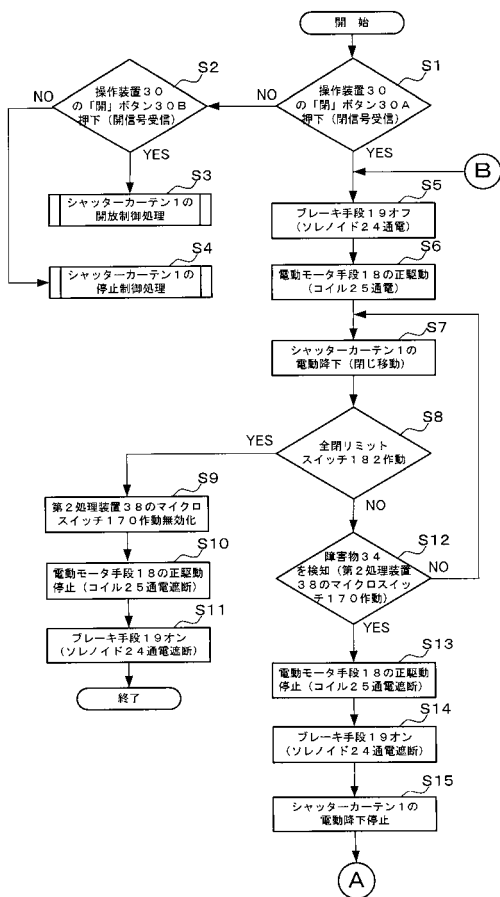 開 始
S1
操作装置30
の「閉」ボタン30A
押下（閉信号受信）
NO
YES
S2
操作装置30
の「開」ボタン30B
押下（開信号受信）
NO
YES
S3
シャッターカーテン1の
開放制御処理
S4
シャッターカーテン1の
停止制御処理
B
S5
ブレーキ手段19オフ
（ソレノイド24通電）
S6
電動モータ手段18の正駆動
（コイル25通電）
S7
シャッターカーテン1の
電動降下（閉じ移動）
S8
全閉リミット
スイッチ182作動
YES
NO
S9
第2処理装置38のマイクロ
スイッチ170作動無効化
S10
電動モータ手段18の正駆動
停止（コイル25通電遮断）
S11
ブレーキ手段19オン
（ソレノイド24通電遮断）
終了
S12
障害物34
を検知（第2処理装置
38のマイクロスイッ
チ170作動）
NO
YES
S13
電動モータ手段18の正駆動
停止（コイル25通電遮断）
S14
ブレーキ手段19オン
（ソレノイド24通電遮断）
S15
シャッターカーテン1の
電動降下停止
A